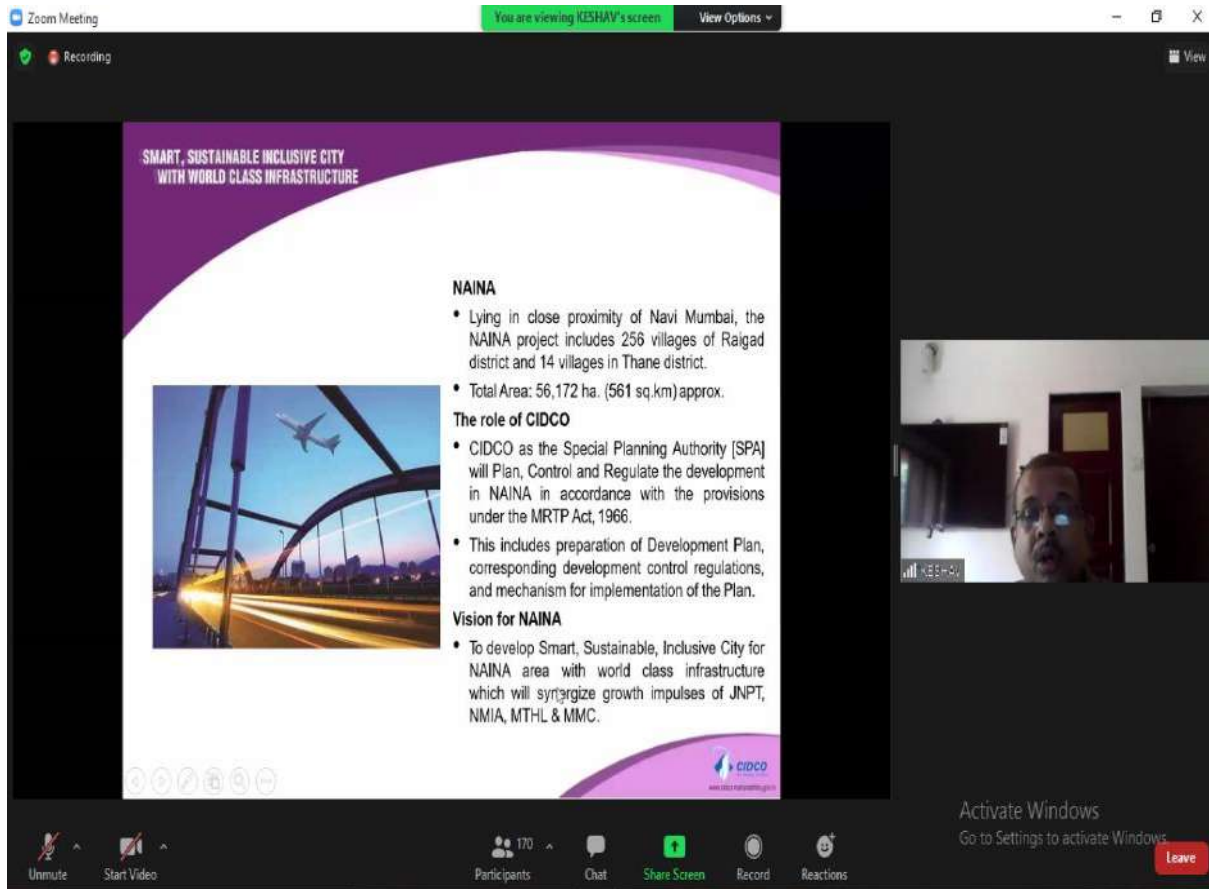 Zoom Meeting
You are viewing KESHAV's screen
View Options
Recording
View
SMART, SUSTAINABLE INCLUSIVE CITY
WITH WORLD CLASS INFRASTRUCTURE
NAINA
• Lying in close proximity of Navi Mumbai, the
NAINA project includes 256 villages of Raigad
district and 14 villages in Thane district.
• Total Area: 56,172 ha. (561 sq.km) approx.
The role of CIDCO
• CIDCO as the Special Planning Authority [SPA]
will Plan, Control and Regulate the development
in NAINA in accordance with the provisions
under the MRTP Act, 1966.
• This includes preparation of Development Plan,
corresponding development control regulations,
and mechanism for implementation of the Plan.
Vision for NAINA
• To develop Smart, Sustainable, Inclusive City for
NAINA area with world class infrastructure
which will synergize growth impulses of JNPT,
NMIA, MTHL & MMC.
CIDCO
KESHAV
Activate Windows
Go to Settings to activate Windows.
Unmute
Start Video
170
Participants
Chat
Share Screen
Record
Reactions
Leave